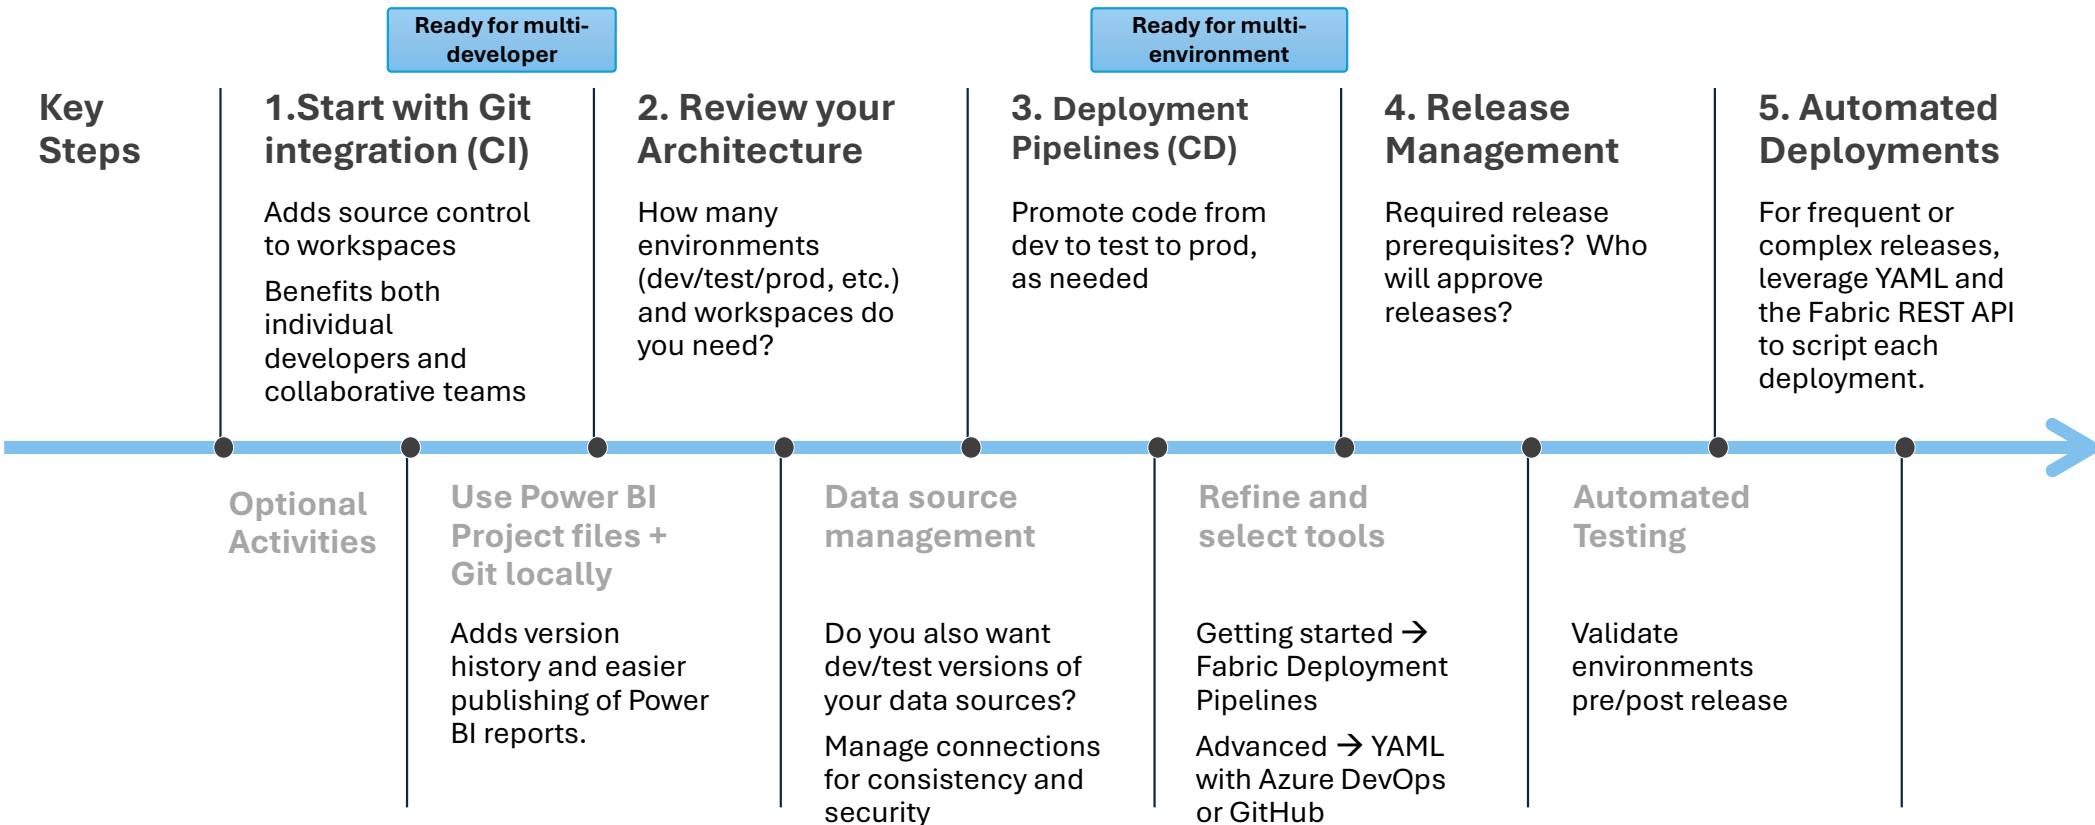 Ready for multi-
developer
Ready for multi-
environment
Key
Steps
1.Start with Git
integration (CI)
Adds source control
to workspaces
Benefits both
individual
developers and
collaborative teams
2. Review your
Architecture
How many
environments
(dev/test/prod, etc.)
and workspaces do
you need?
3. Deployment
Pipelines (CD)
Promote code from
dev to test to prod,
as needed
4. Release
Management
Required release
prerequisites?  Who
will approve
releases?
5. Automated
Deployments
For frequent or
complex releases,
leverage YAML and
the Fabric REST API
to script each
deployment.
Optional
Activities
Use Power BI
Project files +
Git locally
Adds version
history and easier
publishing of Power
BI reports.
Data source
management
Do you also want
dev/test versions of
your data sources?
Manage connections
for consistency and
security
Refine and
select tools
Getting started →
Fabric Deployment
Pipelines
Advanced → YAML
with Azure DevOps
or GitHub
Automated
Testing
Validate
environments
pre/post release